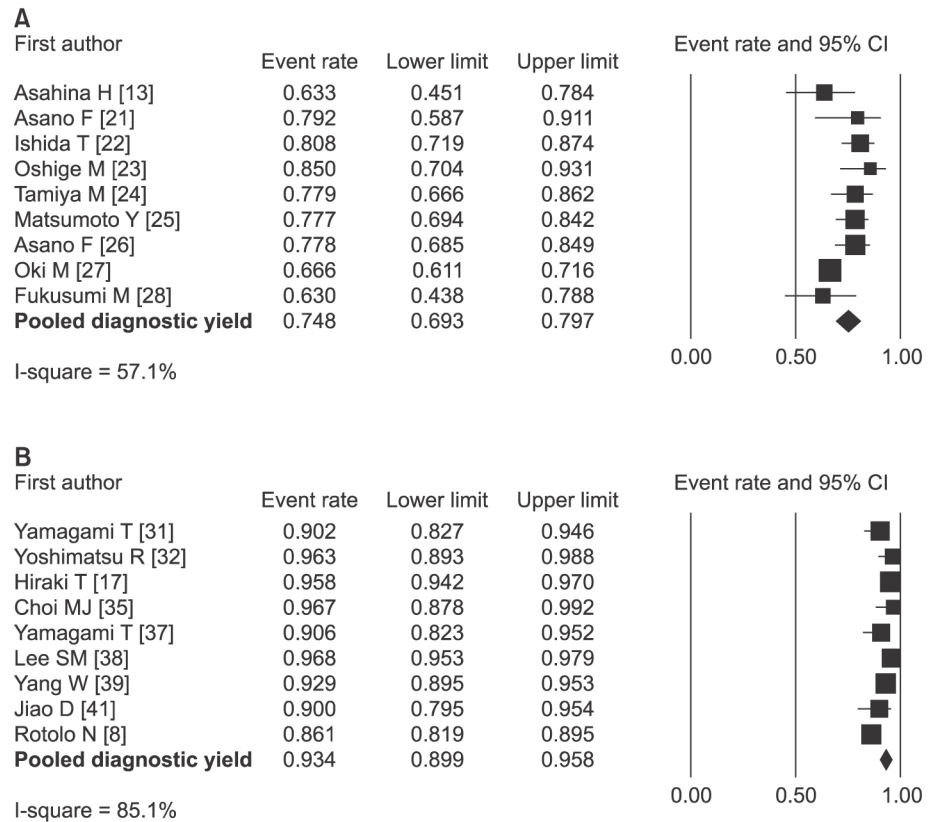 A
First author
Event rate Lower limit Upper limit
Event rate and 95% CI
Asahina H [13] 0.633 0.451 0.784
Asano F [21] 0.792 0.587 0.911
Ishida T [22] 0.808 0.719 0.874
Oshige M [23] 0.850 0.704 0.931
Tamiya M [24] 0.779 0.666 0.862
Matsumoto Y [25] 0.777 0.694 0.842
Asano F [26] 0.778 0.685 0.849
Oki M [27] 0.666 0.611 0.716
Fukusumi M [28] 0.630 0.438 0.788
Pooled diagnostic yield 0.748 0.693 0.797
0.00 0.50 1.00
I-square = 57.1%
B
First author
Event rate Lower limit Upper limit
Event rate and 95% CI
Yamagami T [31] 0.902 0.827 0.946
Yoshimatsu R [32] 0.963 0.893 0.988
Hiraki T [17] 0.958 0.942 0.970
Choi MJ [35] 0.967 0.878 0.992
Yamagami T [37] 0.906 0.823 0.952
Lee SM [38] 0.968 0.953 0.979
Yang W [39] 0.929 0.895 0.953
Jiao D [41] 0.900 0.795 0.954
Rotolo N [8] 0.861 0.819 0.895
Pooled diagnostic yield 0.934 0.899 0.958
0.00 0.50 1.00
I-square = 85.1%